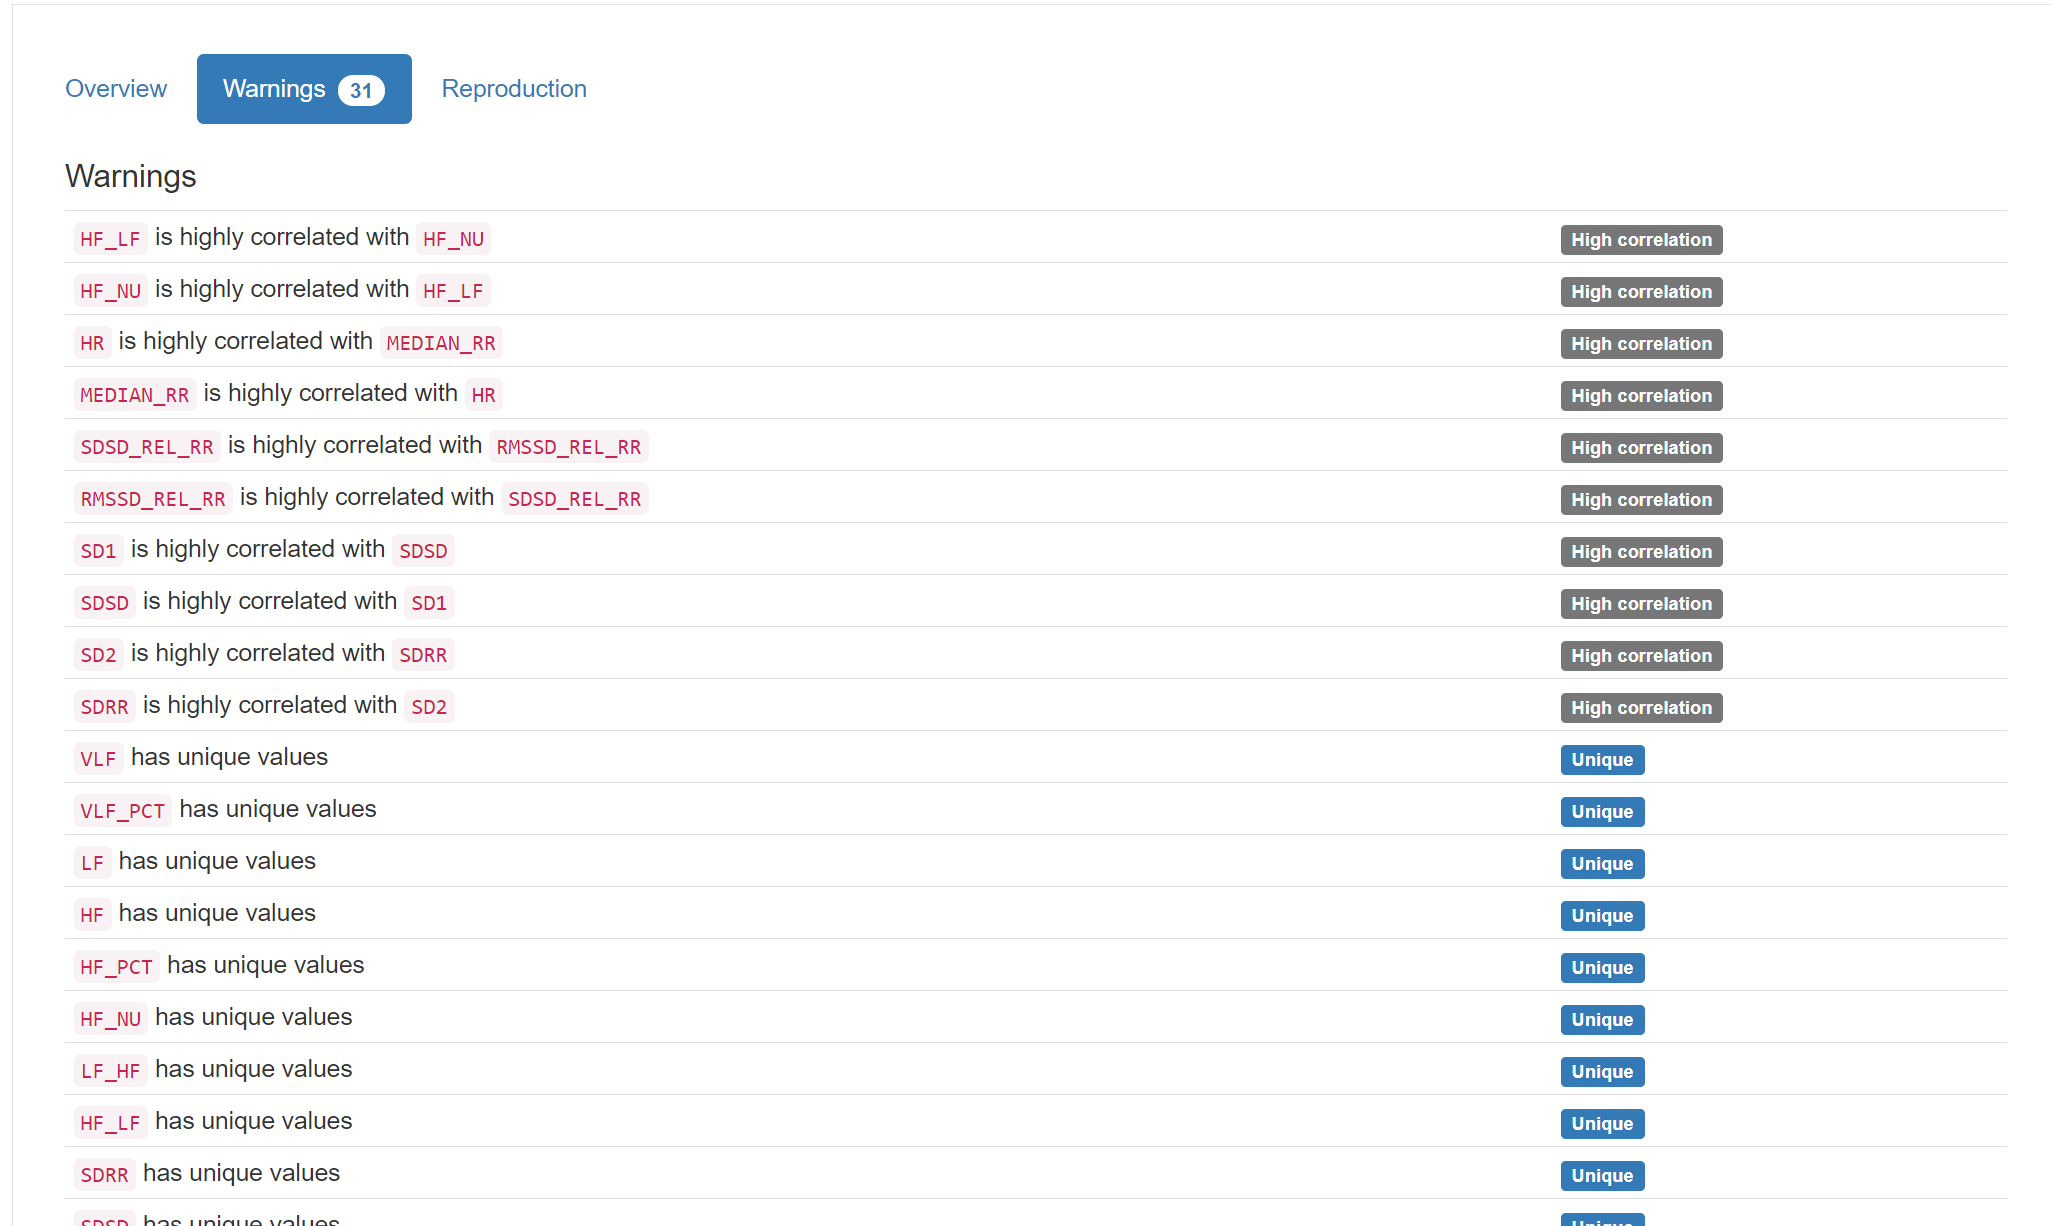 Overview Warnings 31 Reproduction
Warnings
HF_LF is highly correlated with HF_NU High correlation
HF_NU is highly correlated with HF_LF High correlation
HR is highly correlated with MEDIAN_RR High correlation
MEDIAN_RR is highly correlated with HR High correlation
SDSD_REL_RR is highly correlated with RMSSD_REL_RR High correlation
RMSSD_REL_RR is highly correlated with SDSD_REL_RR High correlation
SD1 is highly correlated with SDSD High correlation
SDSD is highly correlated with SD1 High correlation
SD2 is highly correlated with SDRR High correlation
SDRR is highly correlated with SD2 High correlation
VLF has unique values Unique
VLF_PCT has unique values Unique
LF has unique values Unique
HF has unique values Unique
HF_PCT has unique values Unique
HF_NU has unique values Unique
LF_HF has unique values Unique
HF_LF has unique values Unique
SDRR has unique values Unique
SDSD has unique values Unique